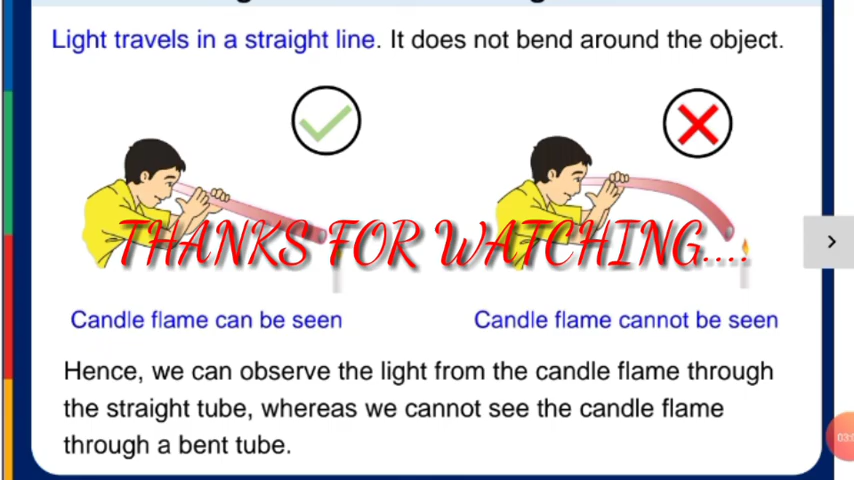 Light travels in a straight line. It does not bend around the object.
THANKS FOR WATCHING....
Candle flame can be seen
Candle flame cannot be seen
Hence, we can observe the light from the candle flame through
the straight tube, whereas we cannot see the candle flame
through a bent tube.